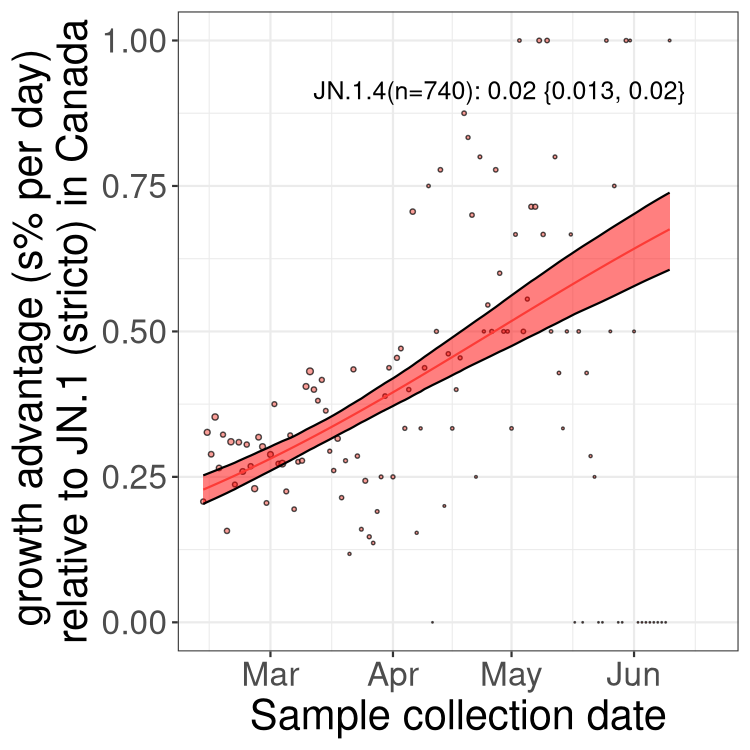 growth advantage (s% per day)
relative to JN.1 (stricto) in Canada
1.00
0.75
0.50
0.25
0.00
JN.1.4(n=740): 0.02 {0.013, 0.02}
Mar Apr May Jun
Sample collection date